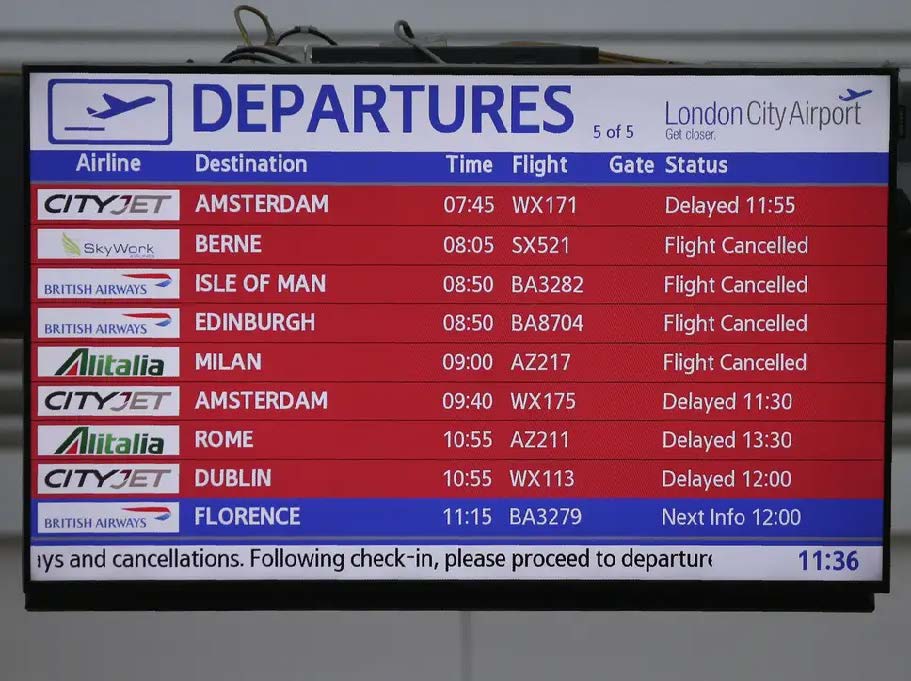 DEPARTURES 5 of 5 London City Airport
Get closer.
Airline Destination Time Flight Gate Status
CITYJET AMSTERDAM 07:45 WX171 Delayed 11:55
SkyWork AIRLINES BERNE 08:05 SX521 Flight Cancelled
BRITISH AIRWAYS ISLE OF MAN 08:50 BA3282 Flight Cancelled
BRITISH AIRWAYS EDINBURGH 08:50 BA8704 Flight Cancelled
Alitalia MILAN 09:00 AZ217 Flight Cancelled
CITYJET AMSTERDAM 09:40 WX175 Delayed 11:30
Alitalia ROME 10:55 AZ211 Delayed 13:30
CITYJET DUBLIN 10:55 WX113 Delayed 12:00
BRITISH AIRWAYS FLORENCE 11:15 BA3279 Next Info 12:00
ays and cancellations. Following check-in, please proceed to departure 11:36